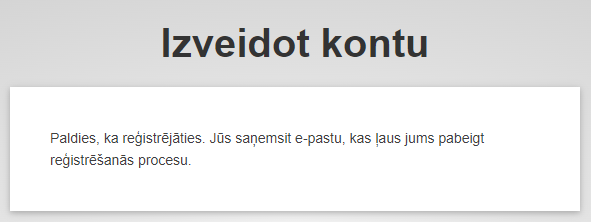 Izveidot kontu
Paldies, ka reģistrējāties. Jūs saņemsit e-pastu, kas ļaus jums pabeigt
reģistrēšanās procesu.